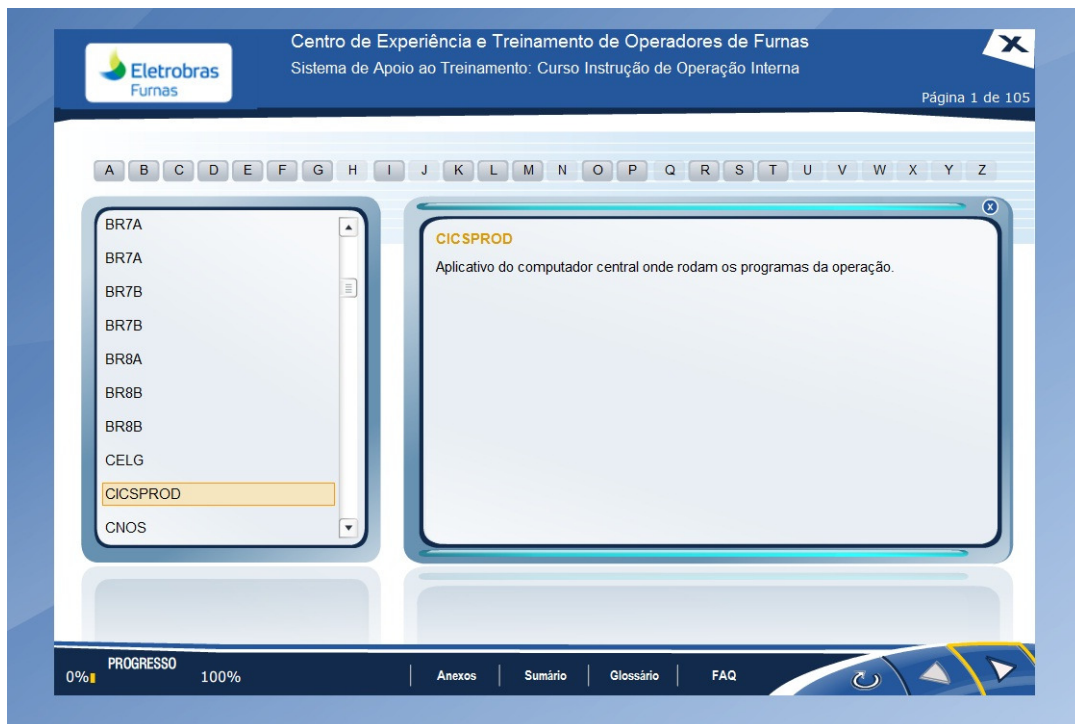 Eletrobras
Furnas
Centro de Experiência e Treinamento de Operadores de Furnas
Sistema de Apoio ao Treinamento: Curso Instrução de Operação Interna
X
Página 1 de 105
A B C D E F G H I J K L M N O P Q R S T U V W X Y Z
BR7A
BR7A
BR7B
BR7B
BR8A
BR8B
BR8B
CELG
CICSPROD
CNOS
X
CICSPROD
Aplicativo do computador central onde rodam os programas da operação.
PROGRESSO
0% 100%
Anexos Sumário Glossário FAQ